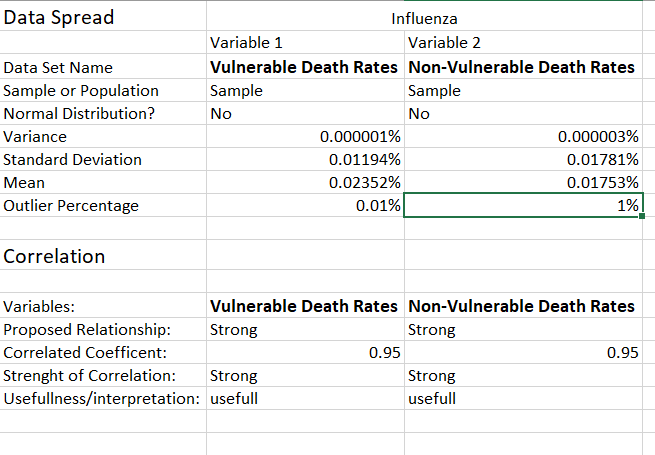 Data Spread Influenza
Variable 1 Variable 2
Data Set Name Vulnerable Death Rates Non-Vulnerable Death Rates
Sample or Population Sample Sample
Normal Distribution? No No
Variance 0.000001% 0.000003%
Standard Deviation 0.01194% 0.01781%
Mean 0.02352% 0.01753%
Outlier Percentage 0.01% 1%
Correlation
Variables: Vulnerable Death Rates Non-Vulnerable Death Rates
Proposed Relationship: Strong Strong
Correlated Coefficent: 0.95 0.95
Strenght of Correlation: Strong Strong
Usefullness/interpretation: usefull usefull